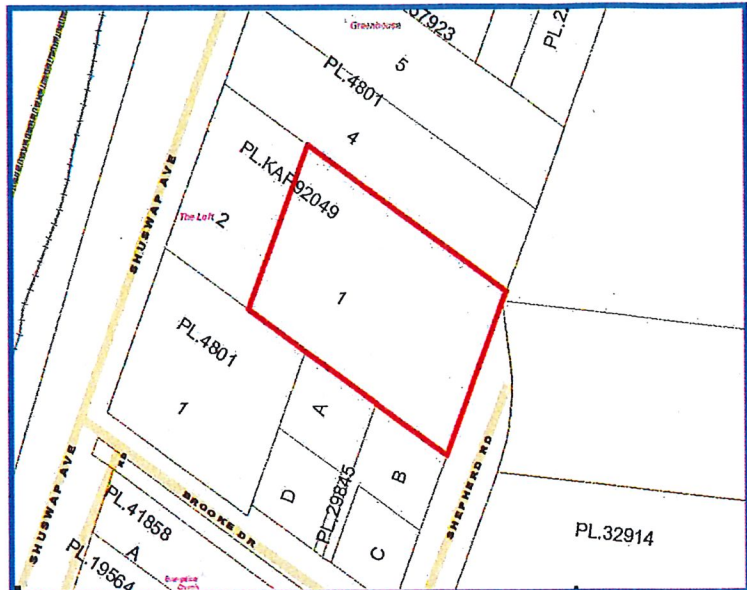 Greenhouse
5
PL.4801
4
PL.KAP92049
SHUSWAP AVE
The Loft
2
1
PL.4801
1
A
B
D
PL.29845
C
SHEPHERD RD
BROOKE DR
SHUSWAP AVE
RD
PL.41858
A
PL.19564
PL.32914